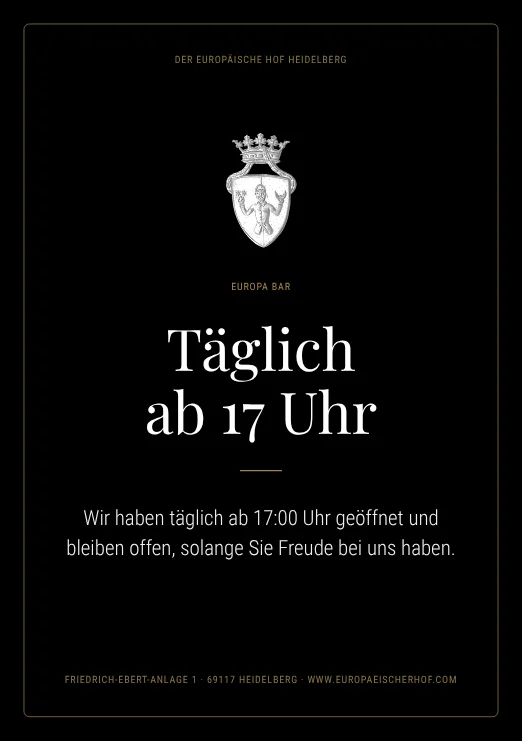 DER EUROPÄISCHE HOF HEIDELBERG
EUROPA BAR
Täglich
ab 17 Uhr
Wir haben täglich ab 17:00 Uhr geöffnet und
bleiben offen, solange Sie Freude bei uns haben.
FRIEDRICH-EBERT-ANLAGE 1 · 69117 HEIDELBERG · WWW.EUROPAEISCHERHOF.COM